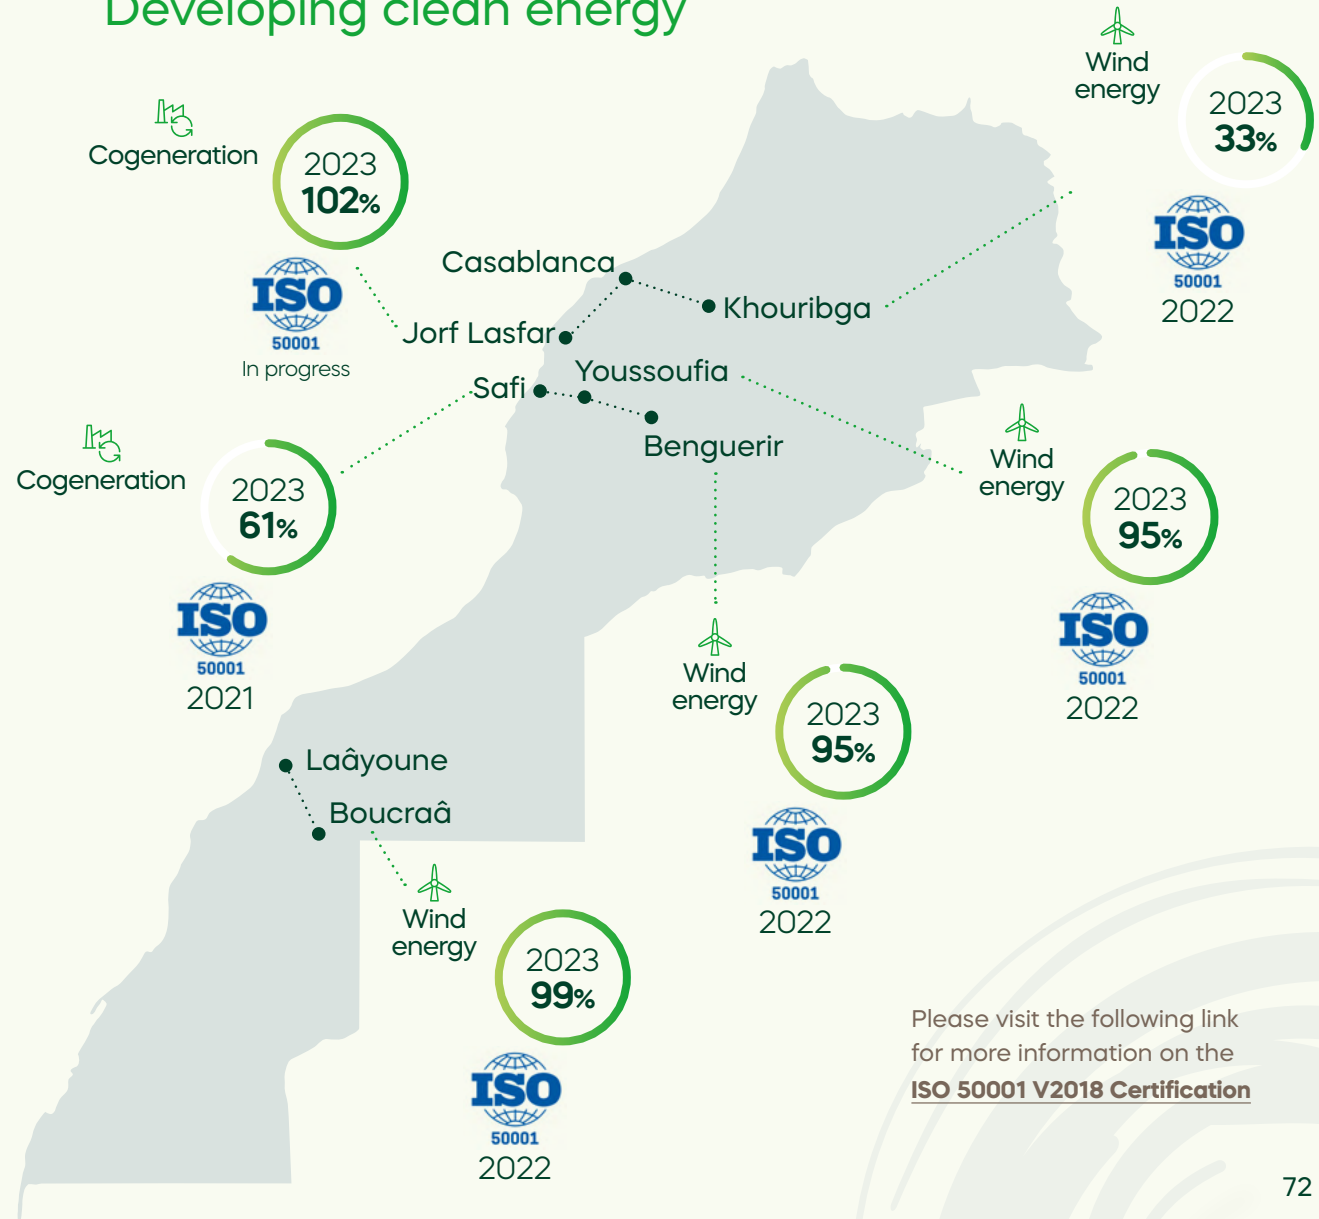 Developing clean energy
Wind
energy
2023
33%
ISO
50001
2022
Cogeneration
2023
102%
ISO
50001
In progress
Casablanca
Khouribga
Jorf Lasfar
Youssoufia
Safi
Benguerir
Cogeneration
2023
61%
ISO
50001
2021
Wind
energy
2023
95%
ISO
50001
2022
Wind
energy
2023
95%
ISO
50001
2022
Laâyoune
Boucraâ
Wind
energy
2023
99%
ISO
50001
2022
Please visit the following link
for more information on the
ISO 50001 V2018 Certification
72